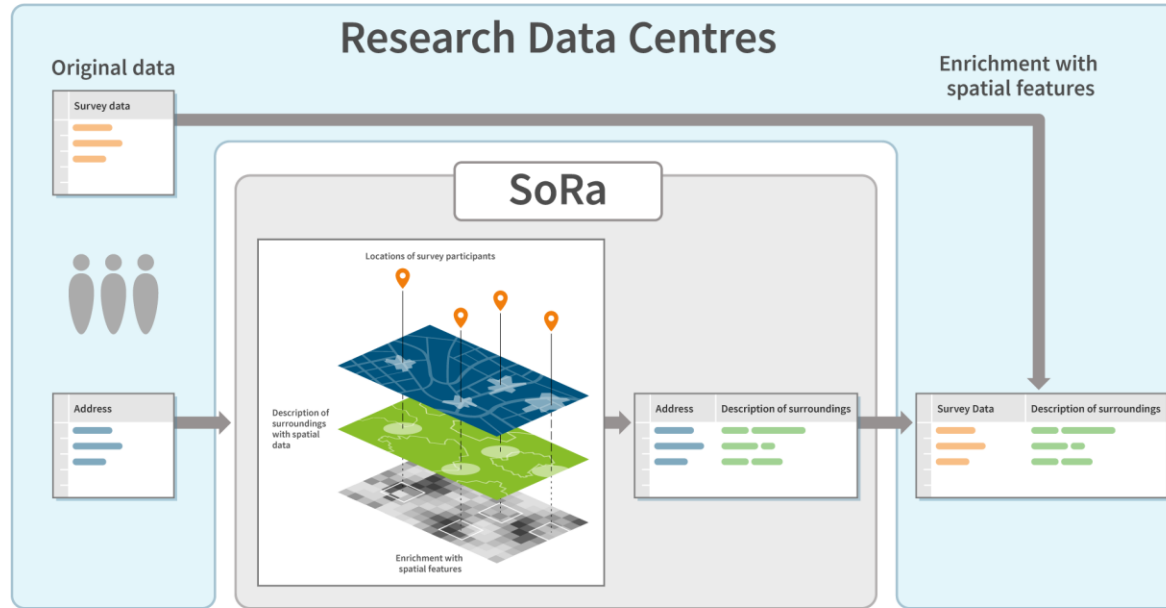 Research Data Centres
Original data
Enrichment with
spatial features
Survey data
SoRa
Locations of survey participants
Description of
surroundings
with spatial
data
Enrichment with
spatial features
Address
Address Description of surroundings
Survey Data Description of surroundings